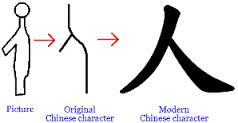 人
Picture
Original
Chinese character
Modern
Chinese character